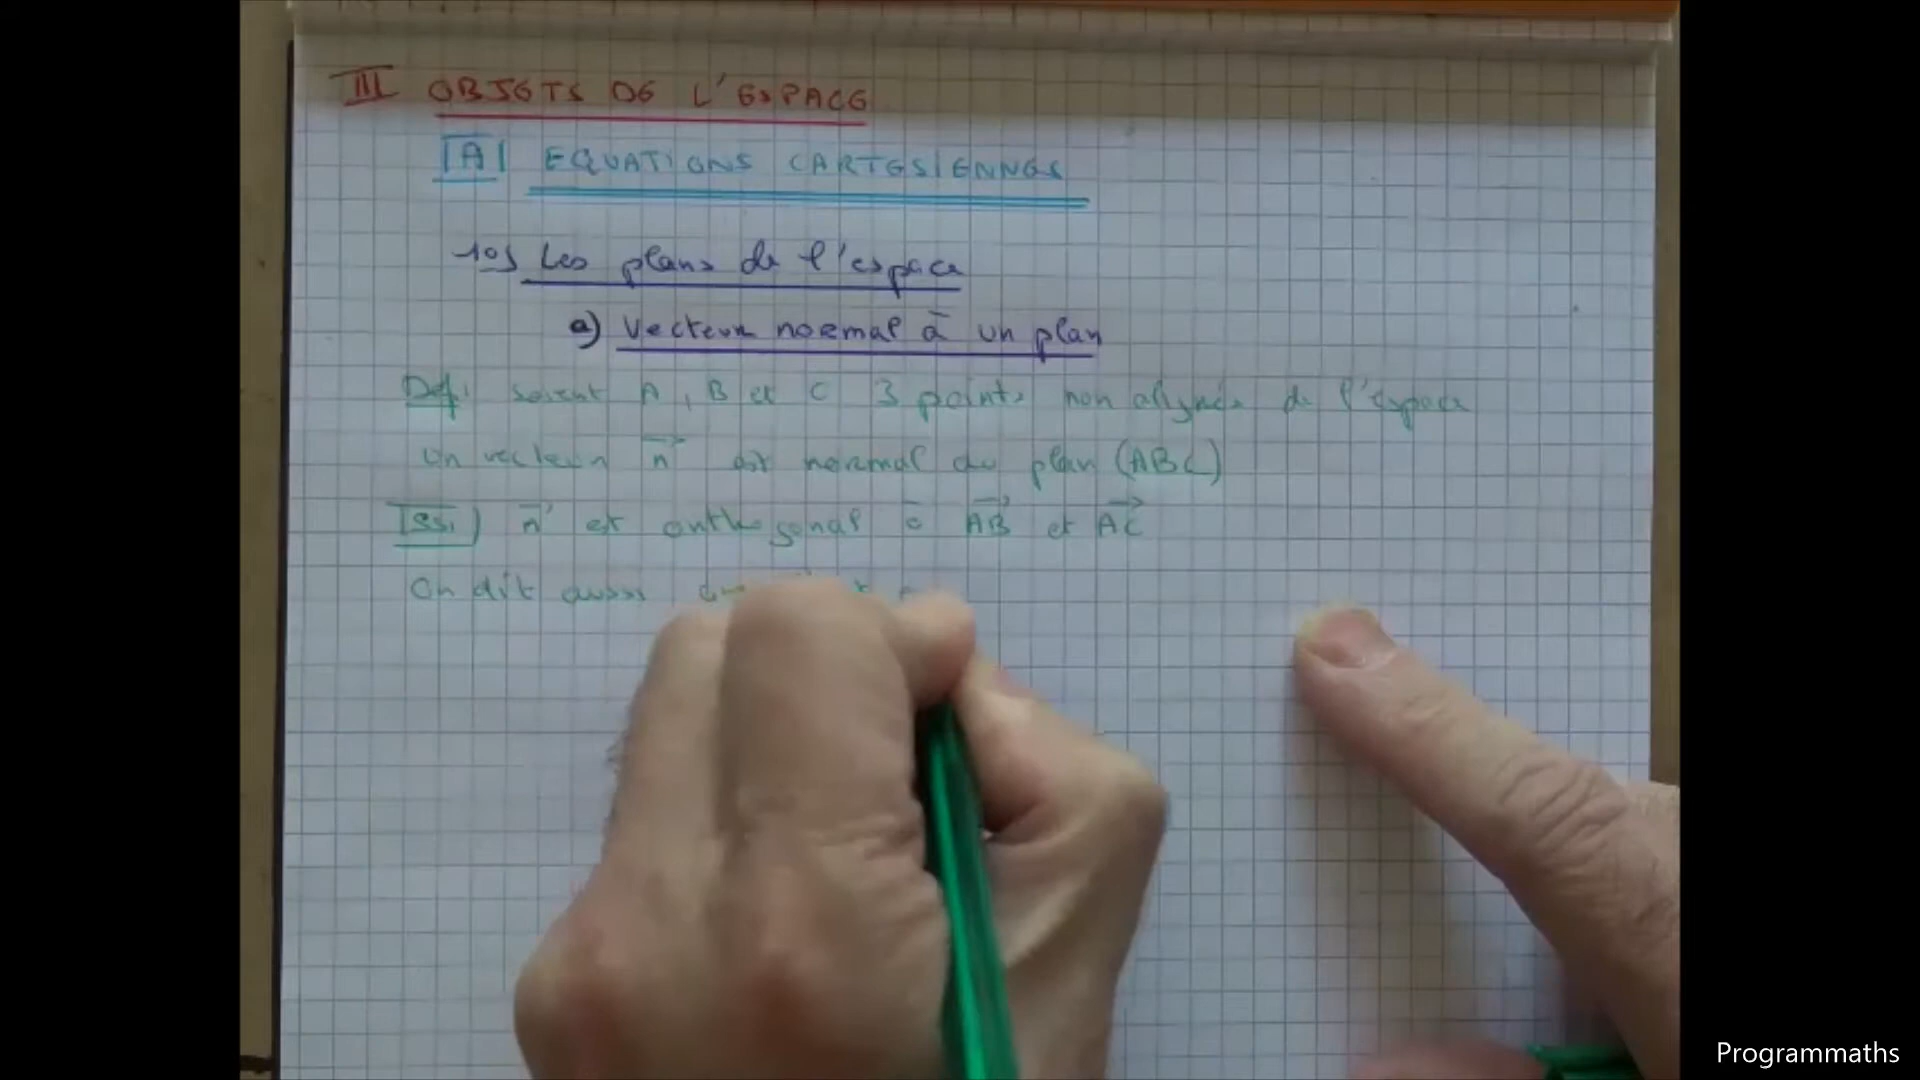 III OBJETS DE L'ESPACE
A EQUATIONS CARTESIENNES
1°) Les plans de l'espace
a) Vecteur normal à un plan
Def: soient A, B et C 3 points non alignés de l'espace
Un vecteur n est normal au plan (ABC)
ssi n est orthogonal à AB et AC
On dit aussi que
Programmaths